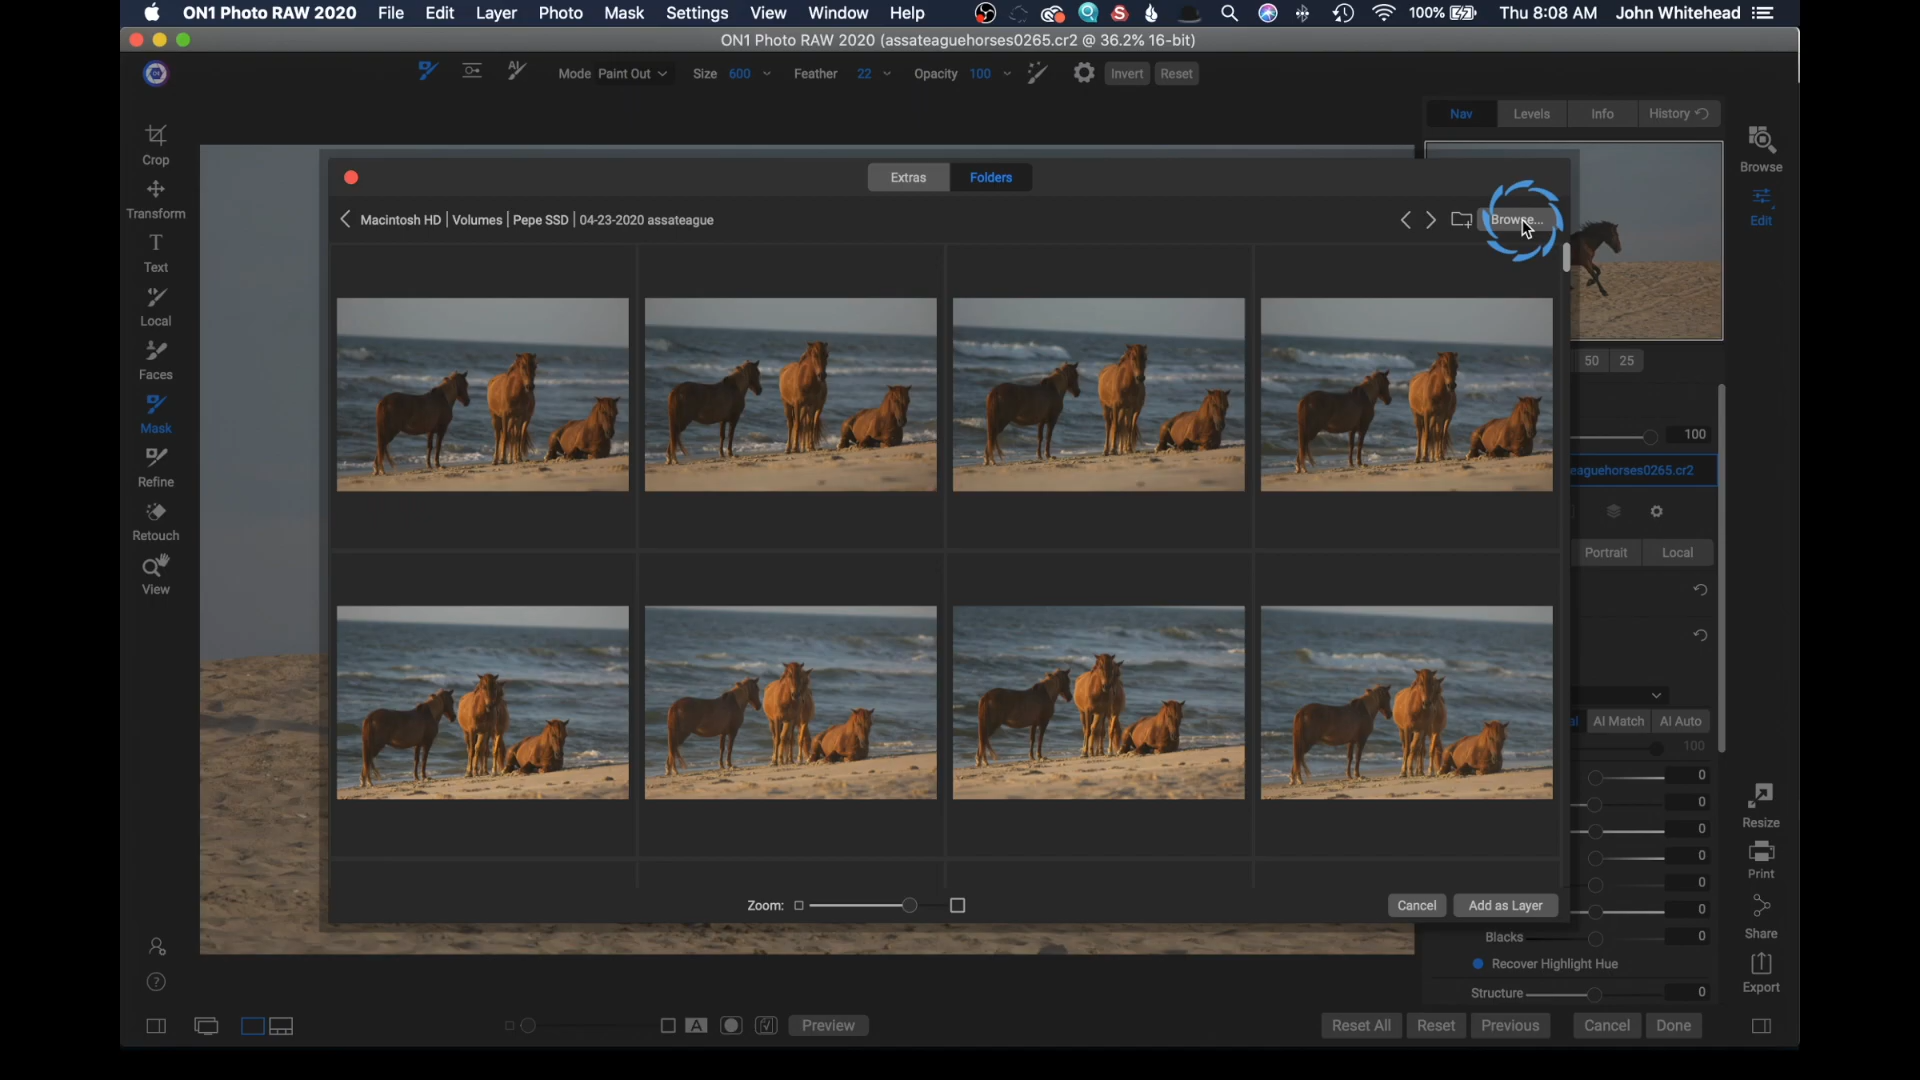 ON1 Photo RAW 2020 File Edit Layer Photo Mask Settings View Window Help 100% Thu 8:08 AM John Whitehead
ON1 Photo RAW 2020 (assateaguehorses0265.cr2 @ 36.2% 16-bit)
Mode Paint Out Size 600 Feather 22 Opacity 100 Invert Reset
Nav Levels Info History
Crop
Transform
Text
Local
Faces
Mask
Refine
Retouch
View
Extras Folders
Macintosh HD Volumes Pepe SSD 04-23-2020 assateague
Browse...
Zoom:
Cancel Add as Layer
Browse
Edit
50 25
100
eaguehorses0265.cr2
Portrait Local
al AI Match AI Auto
100
0
0
0
0
0
0
Blacks 0
Recover Highlight Hue
Structure 0
Resize
Print
Share
Export
A Preview
Reset All Reset Previous Cancel Done